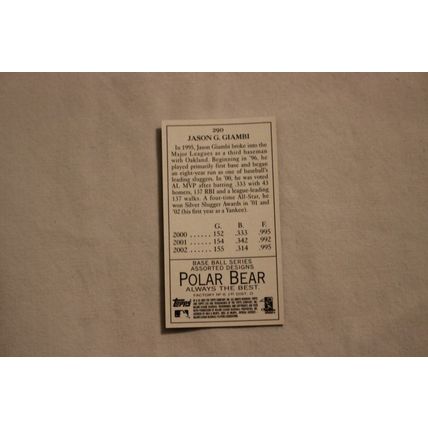 290
JASON G. GIAMBI
In 1995, Jason Giambi broke into the
Major Leagues as a third baseman
with Oakland. Beginning in '96, he
played primarily first base and began
an eight-year run as one of baseball's
leading sluggers. In '00, he was voted
AL MVP after batting .333 with 43
homers, 137 RBI and a league-leading
137 walks. A four-time All-Star, he
won Silver Slugger Awards in '01 and
'02 (his first year as a Yankee).
G. B. F.
2000 ...... 152 .333 .995
2001 ...... 154 .342 .992
2002 ...... 155 .314 .995
BASE BALL SERIES
ASSORTED DESIGNS
POLAR BEAR
ALWAYS THE BEST.
Topps